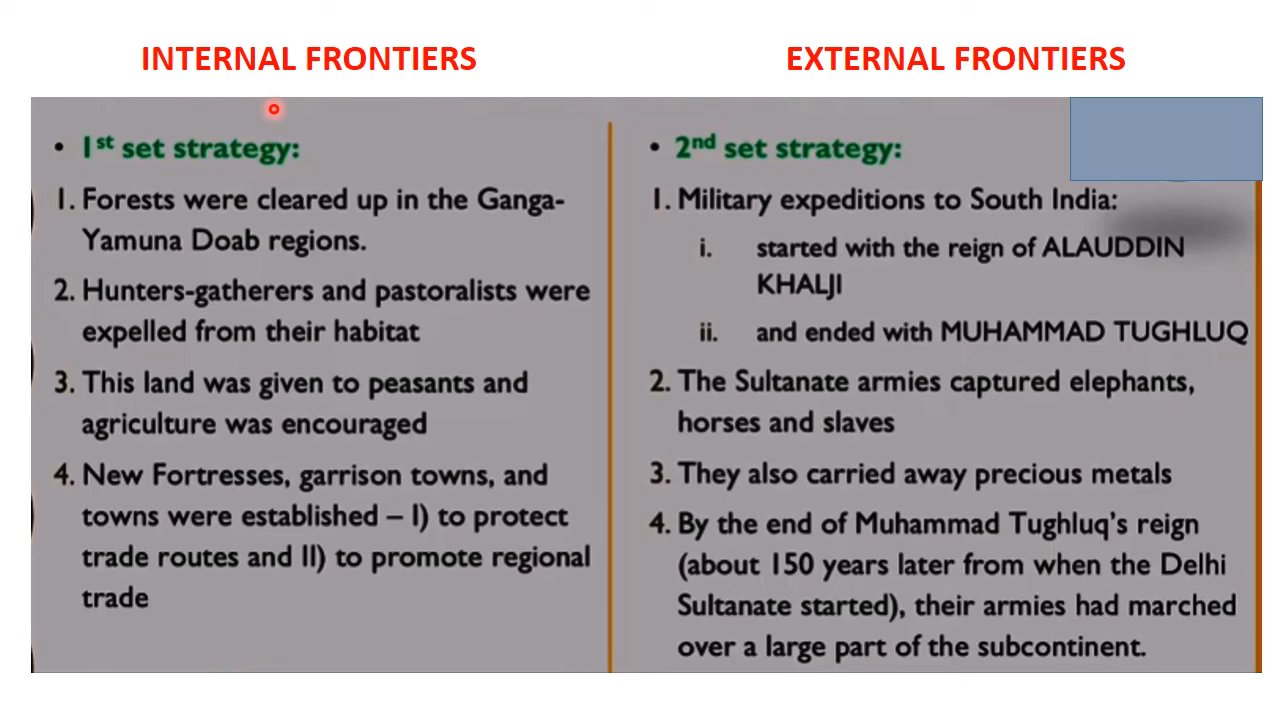 INTERNAL FRONTIERS
EXTERNAL FRONTIERS
• 1st set strategy:
1. Forests were cleared up in the Ganga-
Yamuna Doab regions.
2. Hunters-gatherers and pastoralists were
expelled from their habitat
3. This land was given to peasants and
agriculture was encouraged
4. New Fortresses, garrison towns, and
towns were established – I) to protect
trade routes and II) to promote regional
trade
• 2nd set strategy:
1. Military expeditions to South India:
i. started with the reign of ALAUDDIN
KHALJI
ii. and ended with MUHAMMAD TUGHLUQ
2. The Sultanate armies captured elephants,
horses and slaves
3. They also carried away precious metals
4. By the end of Muhammad Tughluq's reign
(about 150 years later from when the Delhi
Sultanate started), their armies had marched
over a large part of the subcontinent.